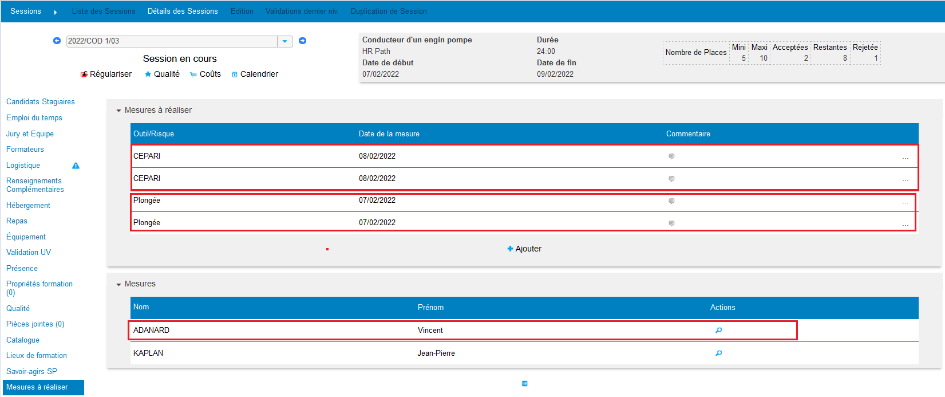 Sessions Liste des Sessions Détails des Sessions Edition Validations dernier niv. Duplication de Session
2022/COD 1/03
Session en cours
Régulariser Qualité Coûts Calendrier
Conducteur d'un engin pompe Durée
HR Path 24:00
Date de début Date de fin
07/02/2022 09/02/2022
Nombre de Places Mini Maxi Acceptées Restantes Rejetée
5 10 2 8 1
Candidats Stagiaires
Emploi du temps
Jury et Equipe
Formateurs
Logistique
Renseignements
Complémentaires
Hébergement
Repas
Équipement
Validation UV
Présence
Propriétés formation
(0)
Qualité
Pièces jointes (0)
Catalogue
Lieux de formation
Savoir-agirs SP
Mesures à réaliser
Mesures à réaliser
Outil/Risque Date de la mesure Commentaire
CEPARI 08/02/2022 ...
CEPARI 08/02/2022 ...
Plongée 07/02/2022 ...
Plongée 07/02/2022 ...
Ajouter
Mesures
Nom Prénom Actions
ADANARD Vincent
KAPLAN Jean-Pierre